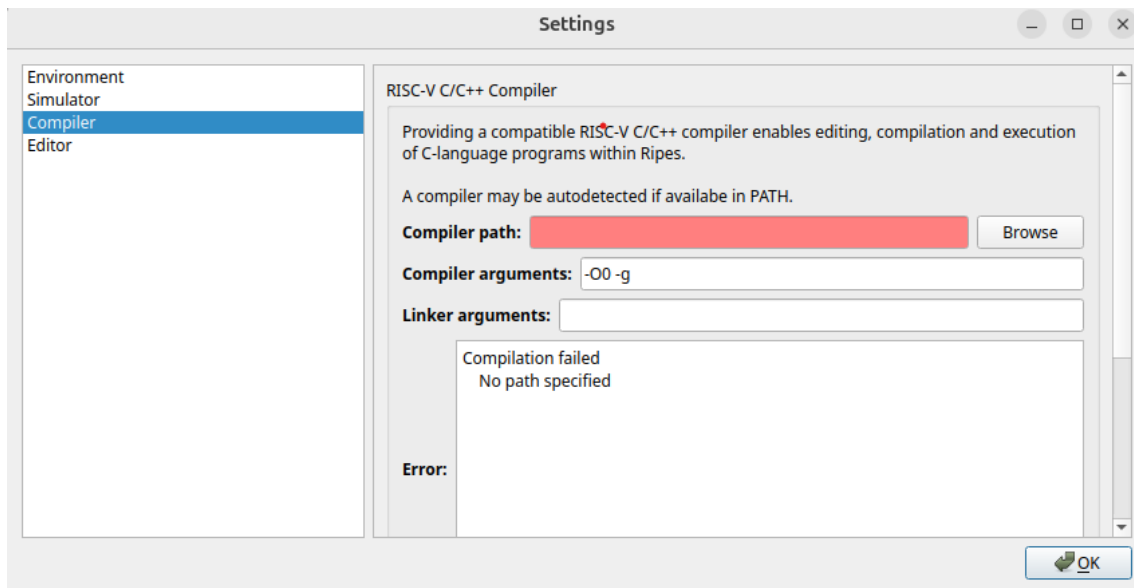 Settings
Environment
Simulator
Compiler
Editor
RISC-V C/C++ Compiler
Providing a compatible RISC-V C/C++ compiler enables editing, compilation and execution
of C-language programs within Ripes.
A compiler may be autodetected if availabe in PATH.
Compiler path:
Browse
Compiler arguments: -O0 -g
Linker arguments:
Compilation failed
No path specified
Error:
OK